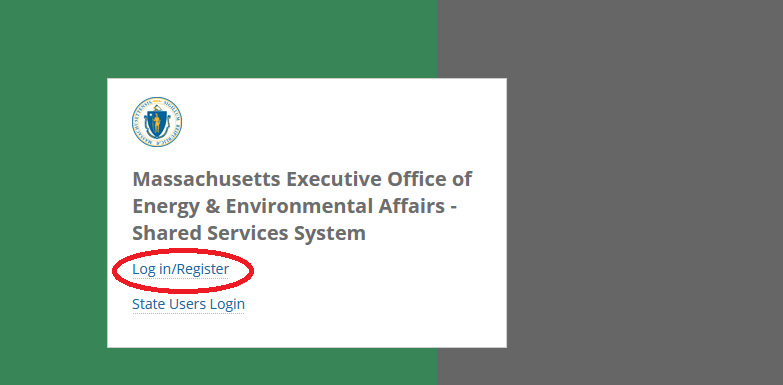 Massachusetts Executive Office of
Energy & Environmental Affairs -
Shared Services System
Log in/Register
State Users Login